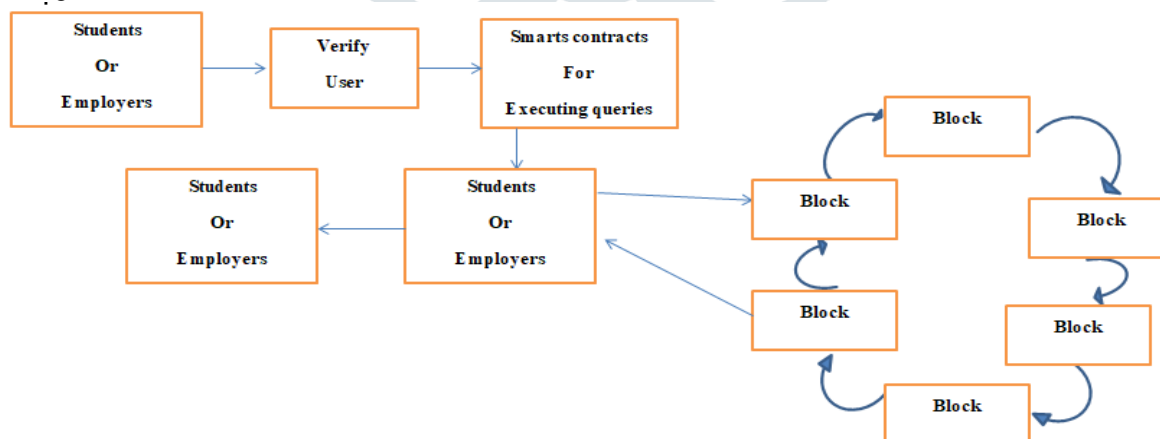 Students
Or
Employers
Verify
User
Smarts contracts
For
Executing queries
Students
Or
Employers
Students
Or
Employers
Block
Block
Block
Block
Block
Block